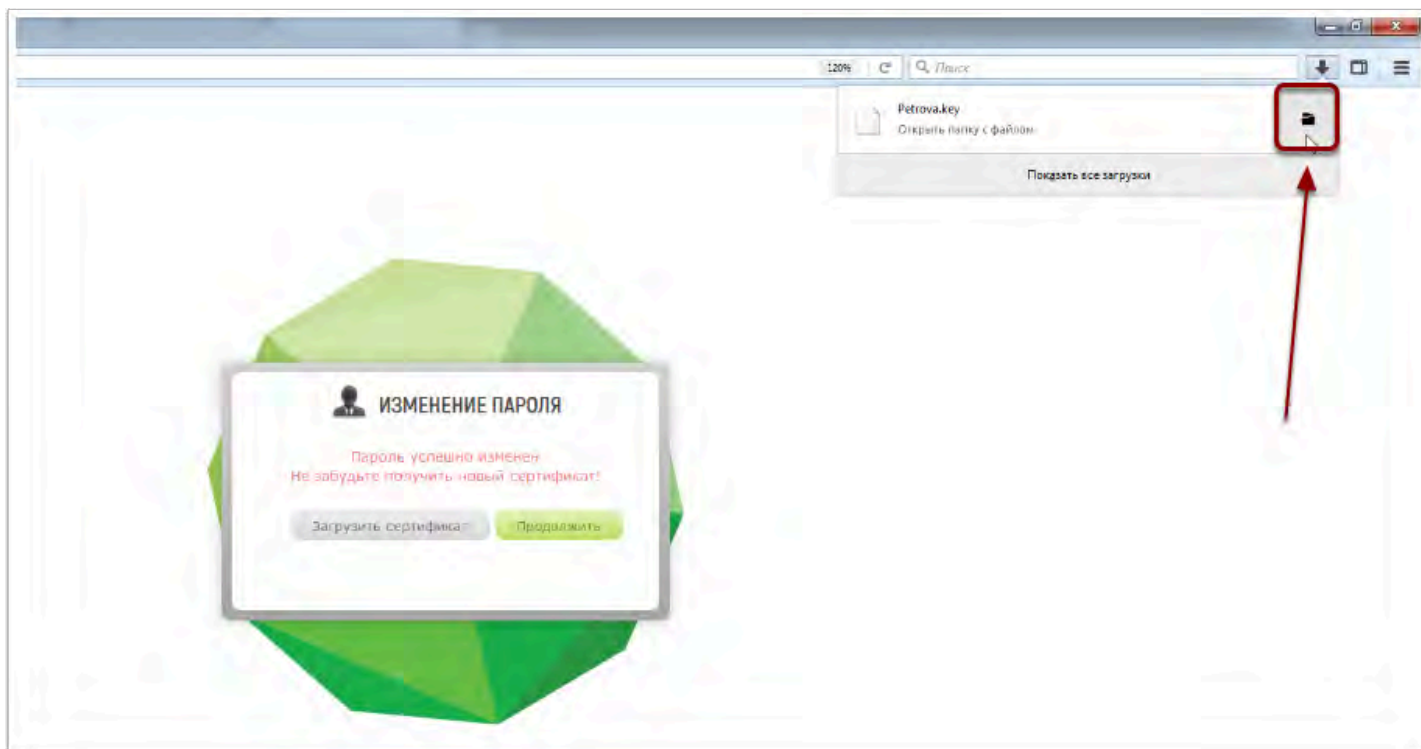 120%
Поиск
Petrova.key
Открыть папку с файлом
Показать все загрузки
ИЗМЕНЕНИЕ ПАРОЛЯ
Пароль успешно изменен
Не забудьте получить новый сертификат!
Загрузить сертификат
Продолжить